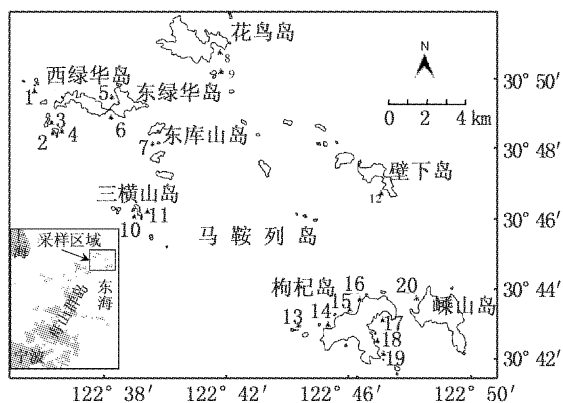 花鸟岛
N
8
9
西绿华岛
1
5
东绿华岛
30° 50'
0 2 4 km
3
2
4
6
7
东库山岛
30° 48'
壁下岛
12
三横山岛
10
11
马鞍列岛
30° 46'
采样区域
东海
舟山群岛
宁波
枸杞岛
13
14
15
16
17
18
19
20
嵊山岛
30° 44'
30° 42'
122° 38'
122° 42'
122° 46'
122° 50'